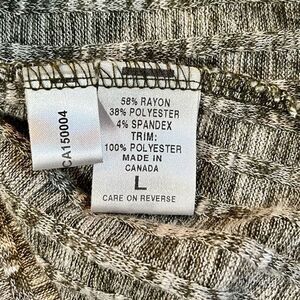 CA150004
58% RAYON
38% POLYESTER
4% SPANDEX
TRIM:
100% POLYESTER
MADE IN
CANADA
L
CARE ON REVERSE